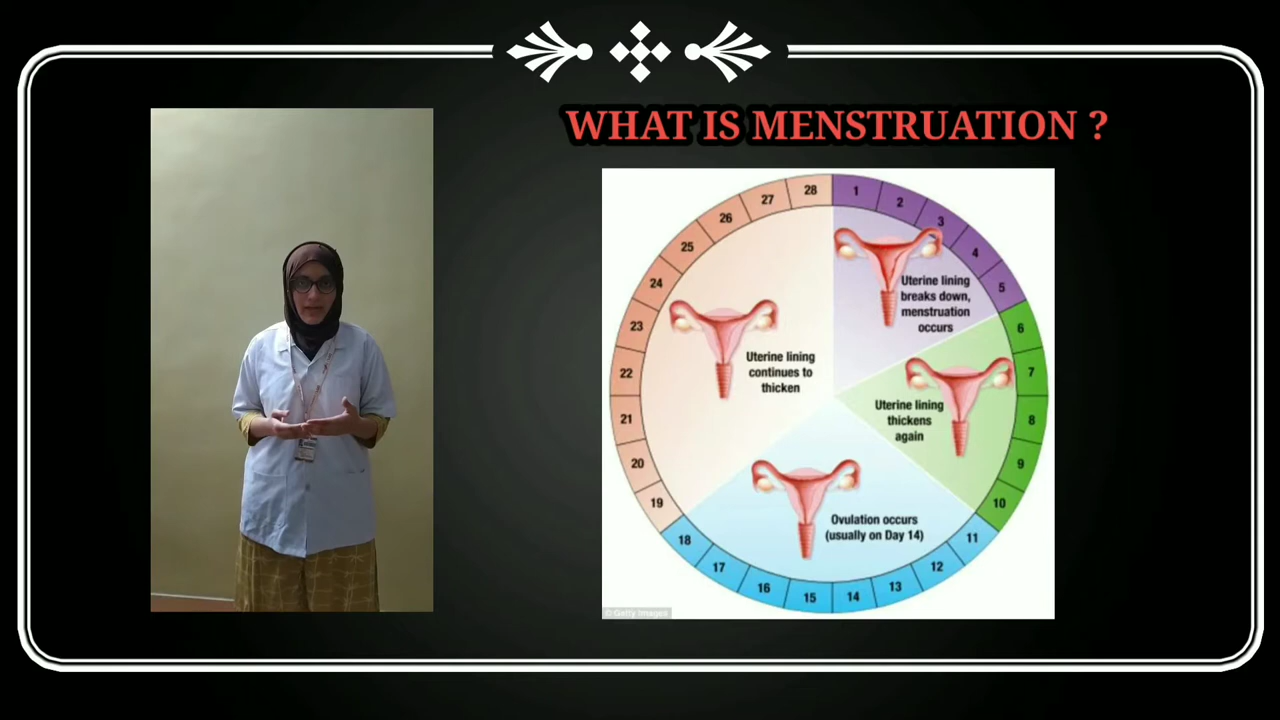 WHAT IS MENSTRUATION ?
28
1
2
3
4
5
6
7
8
9
10
11
12
13
14
15
16
17
18
19
20
21
22
23
24
25
26
27
Uterine lining
breaks down,
menstruation
occurs
Uterine lining
thickens
again
Ovulation occurs
(usually on Day 14)
Uterine lining
continues to
thicken
© Getty Images